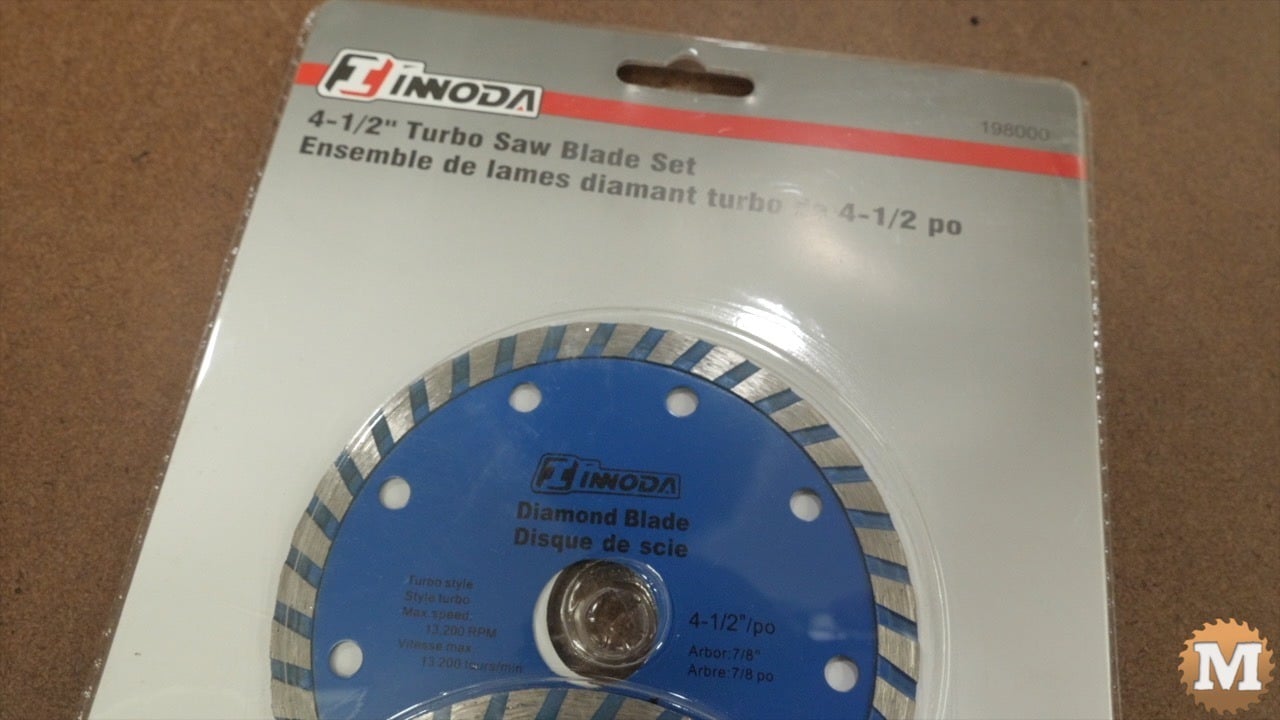 INNODA
198000
4-1/2" Turbo Saw Blade Set
Ensemble de lames diamant turbo de 4-1/2 po
INNODA
Diamond Blade
Disque de scie
Turbo style
Style turbo
Max speed:
13,200 RPM
Vitesse max:
13 200 tours/min
4-1/2"/po
Arbor:7/8"
Arbre:7/8 po
M